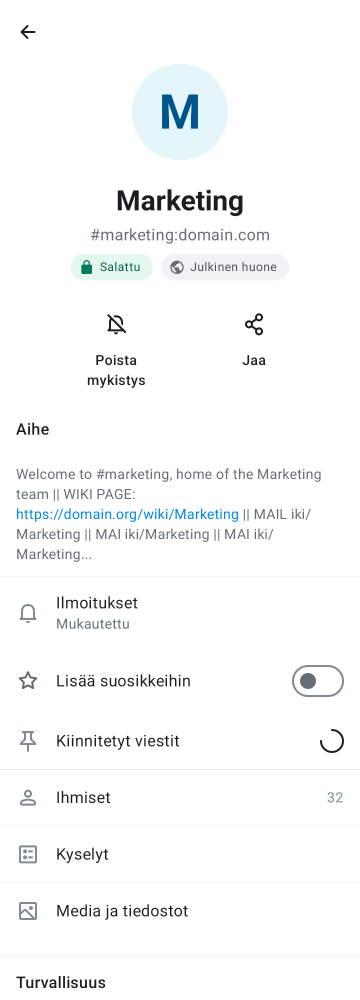 M
Marketing
#marketing:domain.com
Salattu
Julkinen huone
Poista
mykistys
Jaa
Aihe
Welcome to #marketing, home of the Marketing
team || WIKI PAGE:
https://domain.org/wiki/Marketing || MAIL iki/
Marketing || MAI iki/Marketing || MAI iki/
Marketing...
Ilmoitukset
Mukautettu
Lisää suosikkeihin
Kiinnitetyt viestit
Ihmiset 32
Kyselyt
Media ja tiedostot
Turvallisuus